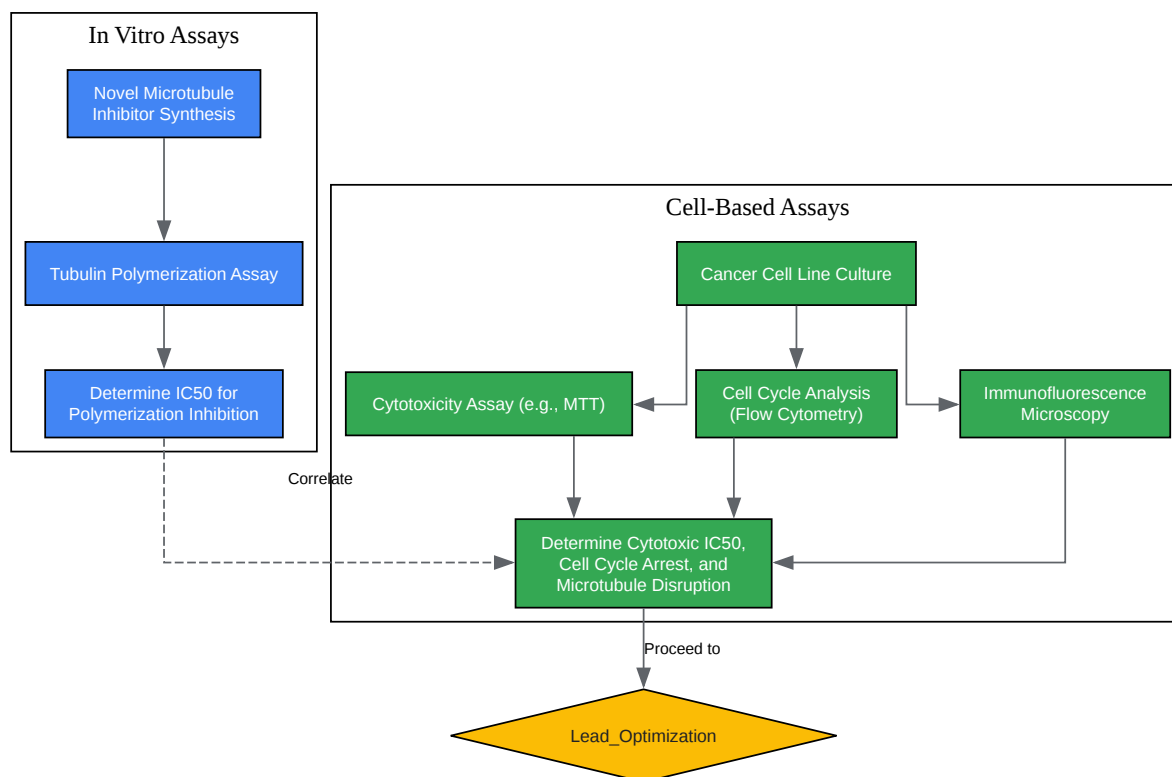 In Vitro Assays
Novel Microtubule
Inhibitor Synthesis
Tubulin Polymerization Assay
Determine IC50 for
Polymerization Inhibition
Correlate
Cell-Based Assays
Cancer Cell Line Culture
Cytotoxicity Assay (e.g., MTT)
Cell Cycle Analysis
(Flow Cytometry)
Immunofluorescence
Microscopy
Determine Cytotoxic IC50,
Cell Cycle Arrest, and
Microtubule Disruption
Proceed to
Lead_Optimization